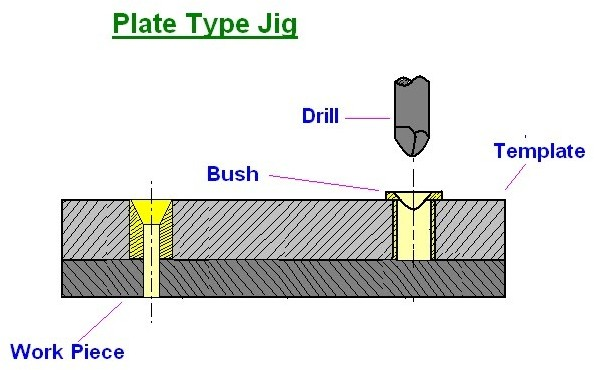 Plate Type Jig
Drill
Template
Bush
Work Piece